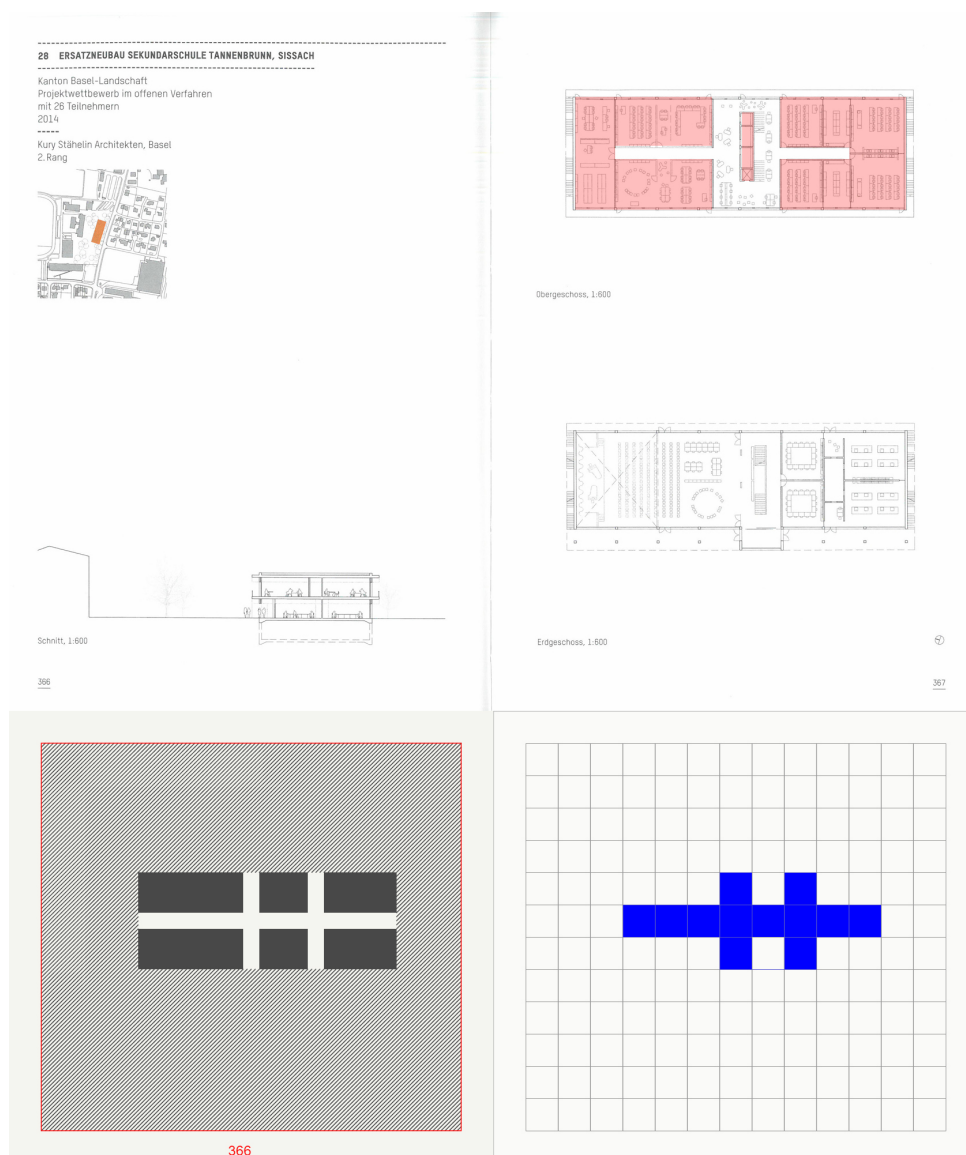 28 ERSATZNEUBAU SEKUNDARSCHULE TANNENBRUNN, SISSACH
Kanton Basel-Landschaft
Projektwettbewerb im offenen Verfahren
mit 26 Teilnehmern
2014
Kury Stähelin Architekten, Basel
2. Rang
Schnitt, 1:600
366
Obergeschoss, 1:600
Erdgeschoss, 1:600
367
366